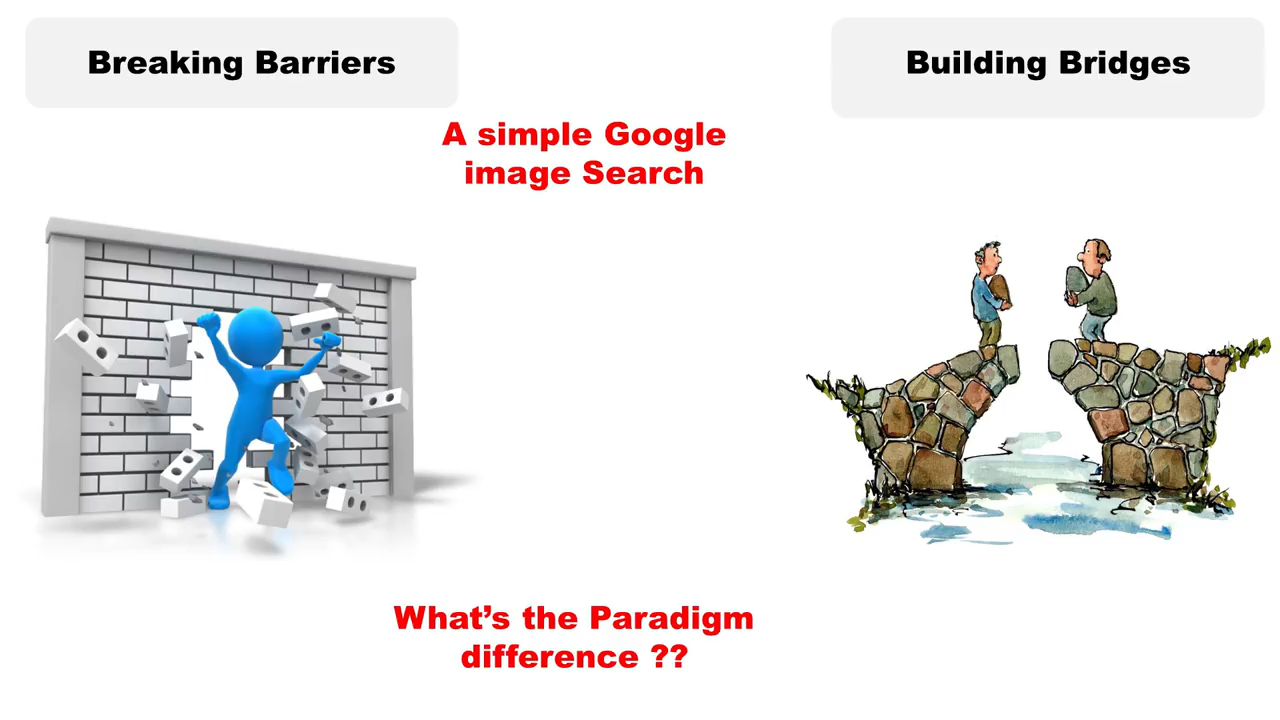 Breaking Barriers
Building Bridges
A simple Google
image Search
What’s the Paradigm
difference ??